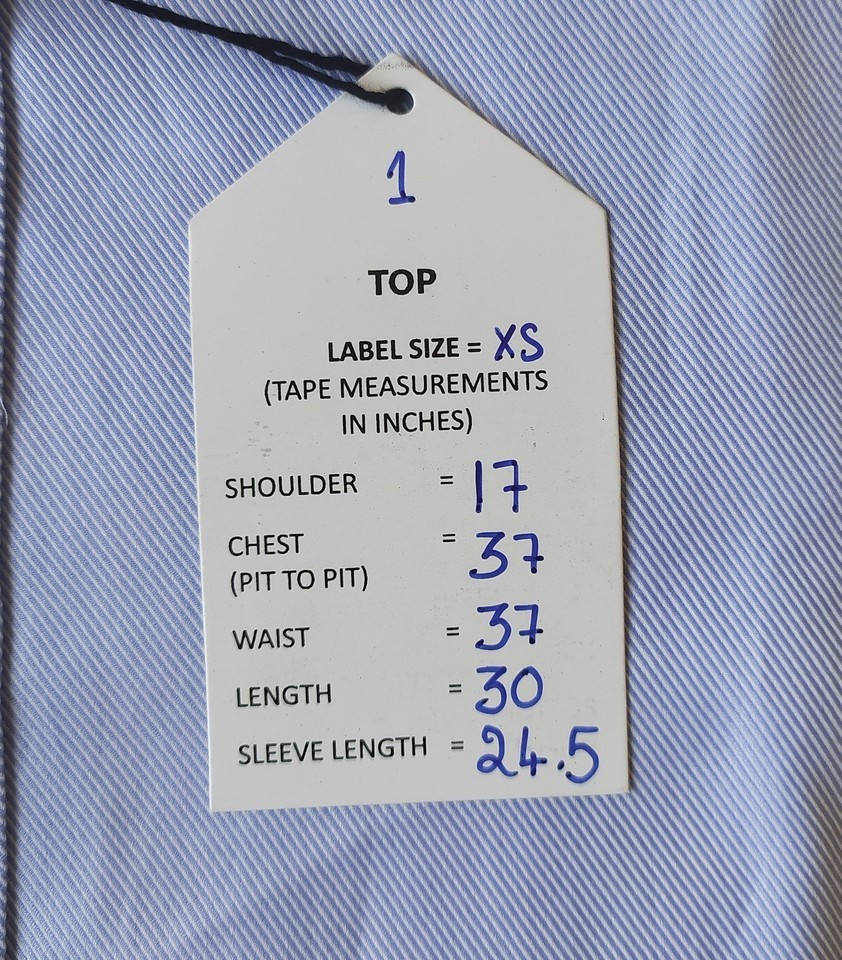 1
TOP
LABEL SIZE = XS
(TAPE MEASUREMENTS
IN INCHES)
SHOULDER = 17
CHEST = 37
(PIT TO PIT)
WAIST = 37
LENGTH = 30
SLEEVE LENGTH = 24.5